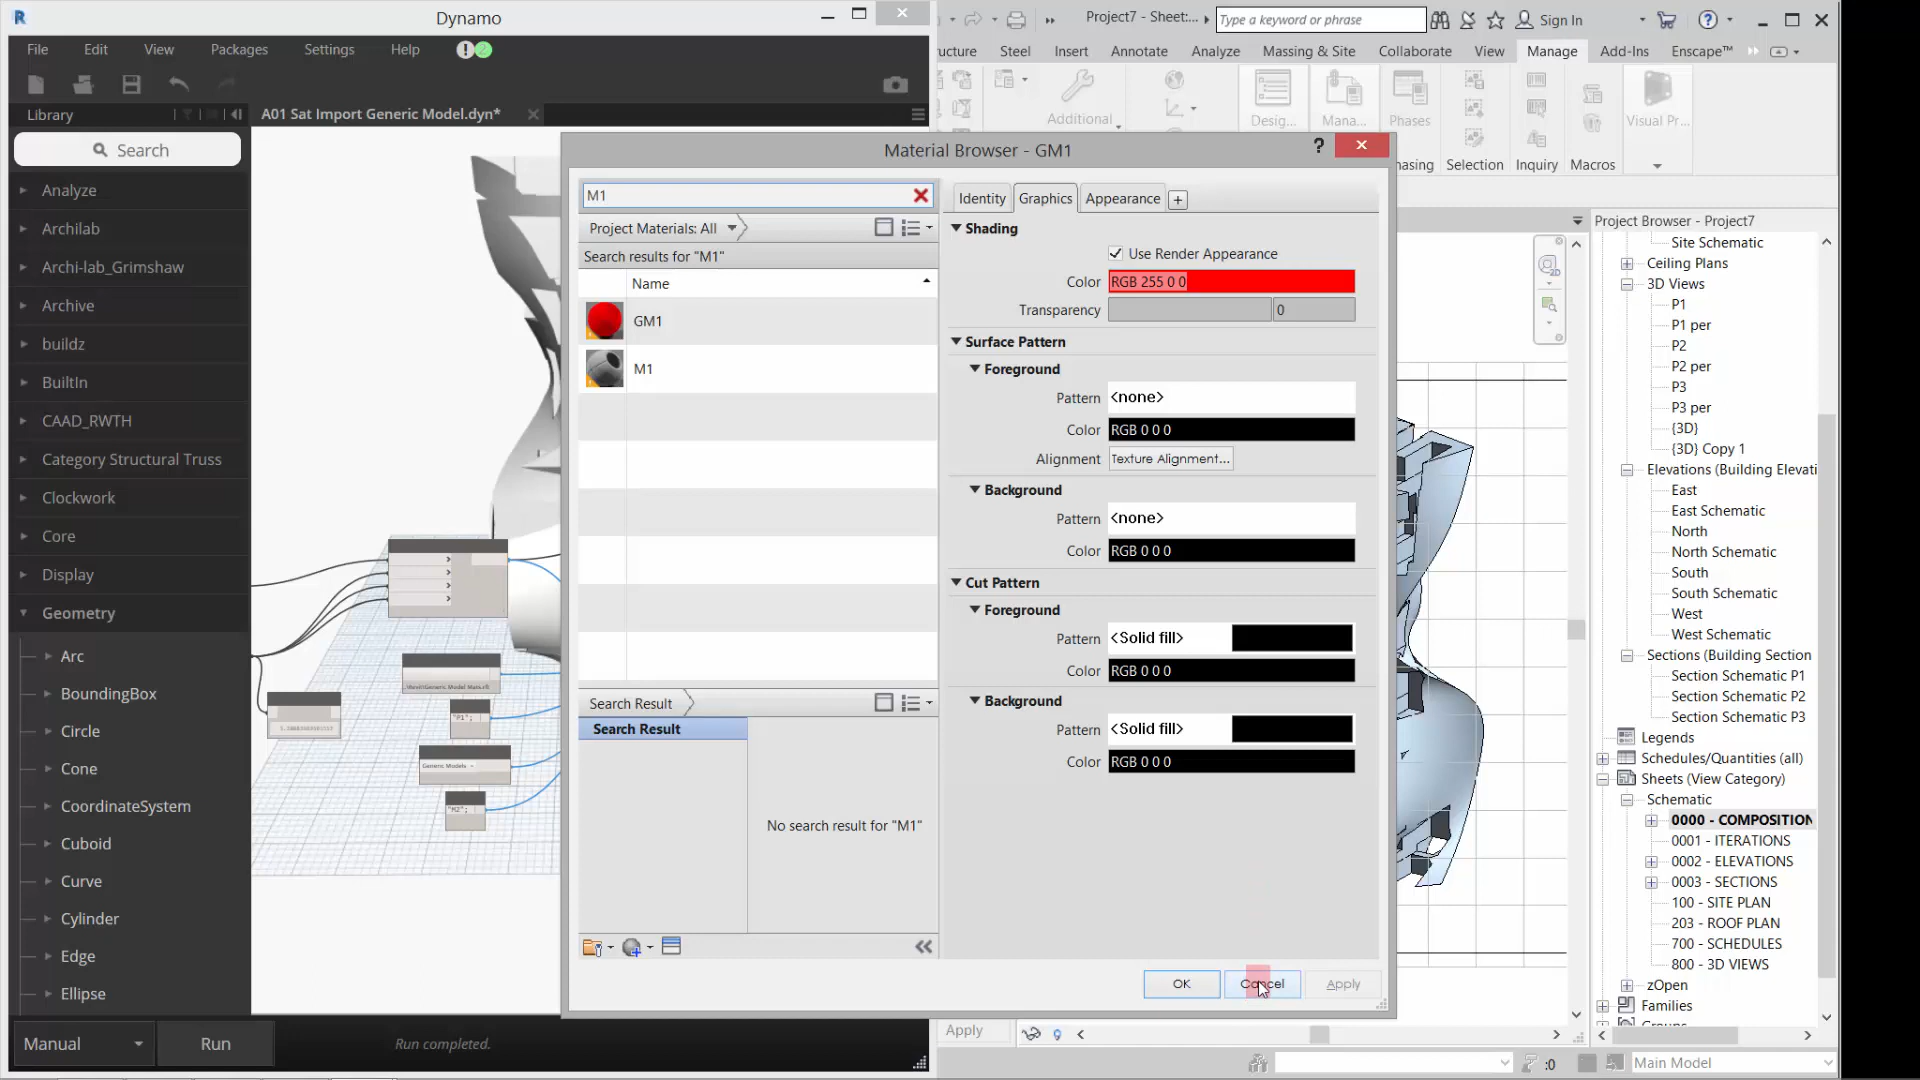 Dynamo
File Edit View Packages Settings Help
Library
A01 Sat Import Generic Model.dyn*
Search
Analyze
Archilab
Archi-lab_Grimshaw
Archive
buildz
BuiltIn
CAAD_RWTH
Category Structural Truss
Clockwork
Core
Display
Geometry
Arc
BoundingBox
Circle
Cone
CoordinateSystem
Cuboid
Curve
Cylinder
Edge
Ellipse
"P1";
Generic Models
"M2";
Manual
Run
Run completed.
Project7 - Sheet:...
Type a keyword or phrase
Sign In
ucture Steel Insert Annotate Analyze Massing & Site Collaborate View Manage Add-Ins Enscape™
Additional
Desig...
Mana...
Phases
Visual Pr...
asing Selection Inquiry Macros
Material Browser - GM1
M1
Project Materials: All
Search results for "M1"
Name
GM1
M1
Search Result
Search Result
No search result for "M1"
Identity Graphics Appearance +
Shading
Use Render Appearance
Color RGB 255 0 0
Transparency 0
Surface Pattern
Foreground
Pattern <none>
Color RGB 0 0 0
Alignment Texture Alignment...
Background
Pattern <none>
Color RGB 0 0 0
Cut Pattern
Foreground
Pattern <Solid fill>
Color RGB 0 0 0
Background
Pattern <Solid fill>
Color RGB 0 0 0
OK Cancel Apply
Project Browser - Project7
Site Schematic
Ceiling Plans
3D Views
P1
P1 per
P2
P2 per
P3
P3 per
{3D}
{3D} Copy 1
Elevations (Building Elevati
East
East Schematic
North
North Schematic
South
South Schematic
West
West Schematic
Sections (Building Section
Section Schematic P1
Section Schematic P2
Section Schematic P3
Legends
Schedules/Quantities (all)
Sheets (View Category)
Schematic
0000 - COMPOSITION
0001 - ITERATIONS
0002 - ELEVATIONS
0003 - SECTIONS
100 - SITE PLAN
203 - ROOF PLAN
700 - SCHEDULES
800 - 3D VIEWS
zOpen
Families
Groups
Apply
:0
Main Model